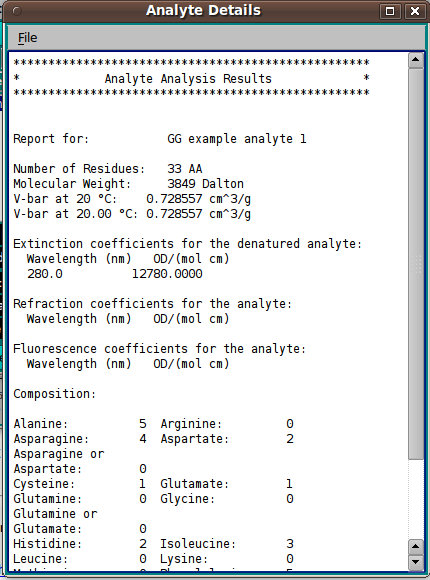 Analyte Details
File
***************************************************
*            Analyte Analysis Results             *
***************************************************
Report for:           GG example analyte 1
Number of Residues:   33 AA
Molecular Weight:     3849 Dalton
V-bar at 20 °C:    0.728557 cm^3/g
V-bar at 20.00 °C: 0.728557 cm^3/g
Extinction coefficients for the denatured analyte:
Wavelength (nm)   OD/(mol cm)
280.0          12780.0000
Refraction coefficients for the analyte:
Wavelength (nm)   OD/(mol cm)
Fluorescence coefficients for the analyte:
Wavelength (nm)   OD/(mol cm)
Composition:
Alanine:          5  Arginine:         0
Asparagine:       4  Aspartate:        2
Asparagine or
Aspartate:        0
Cysteine:         1  Glutamate:        1
Glutamine:        0  Glycine:          0
Glutamine or
Glutamate:        0
Histidine:        2  Isoleucine:       3
Leucine:          0  Lysine:           0